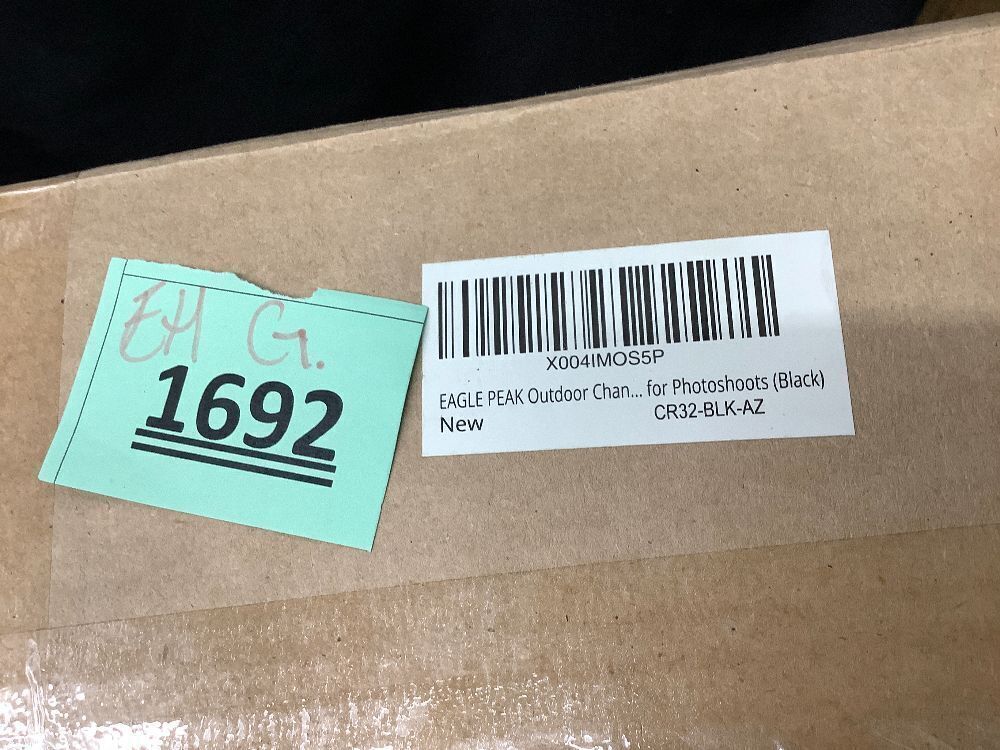 EH G.
1692
X004IMOS5P
EAGLE PEAK Outdoor Chan... for Photoshoots (Black)
New
CR32-BLK-AZ